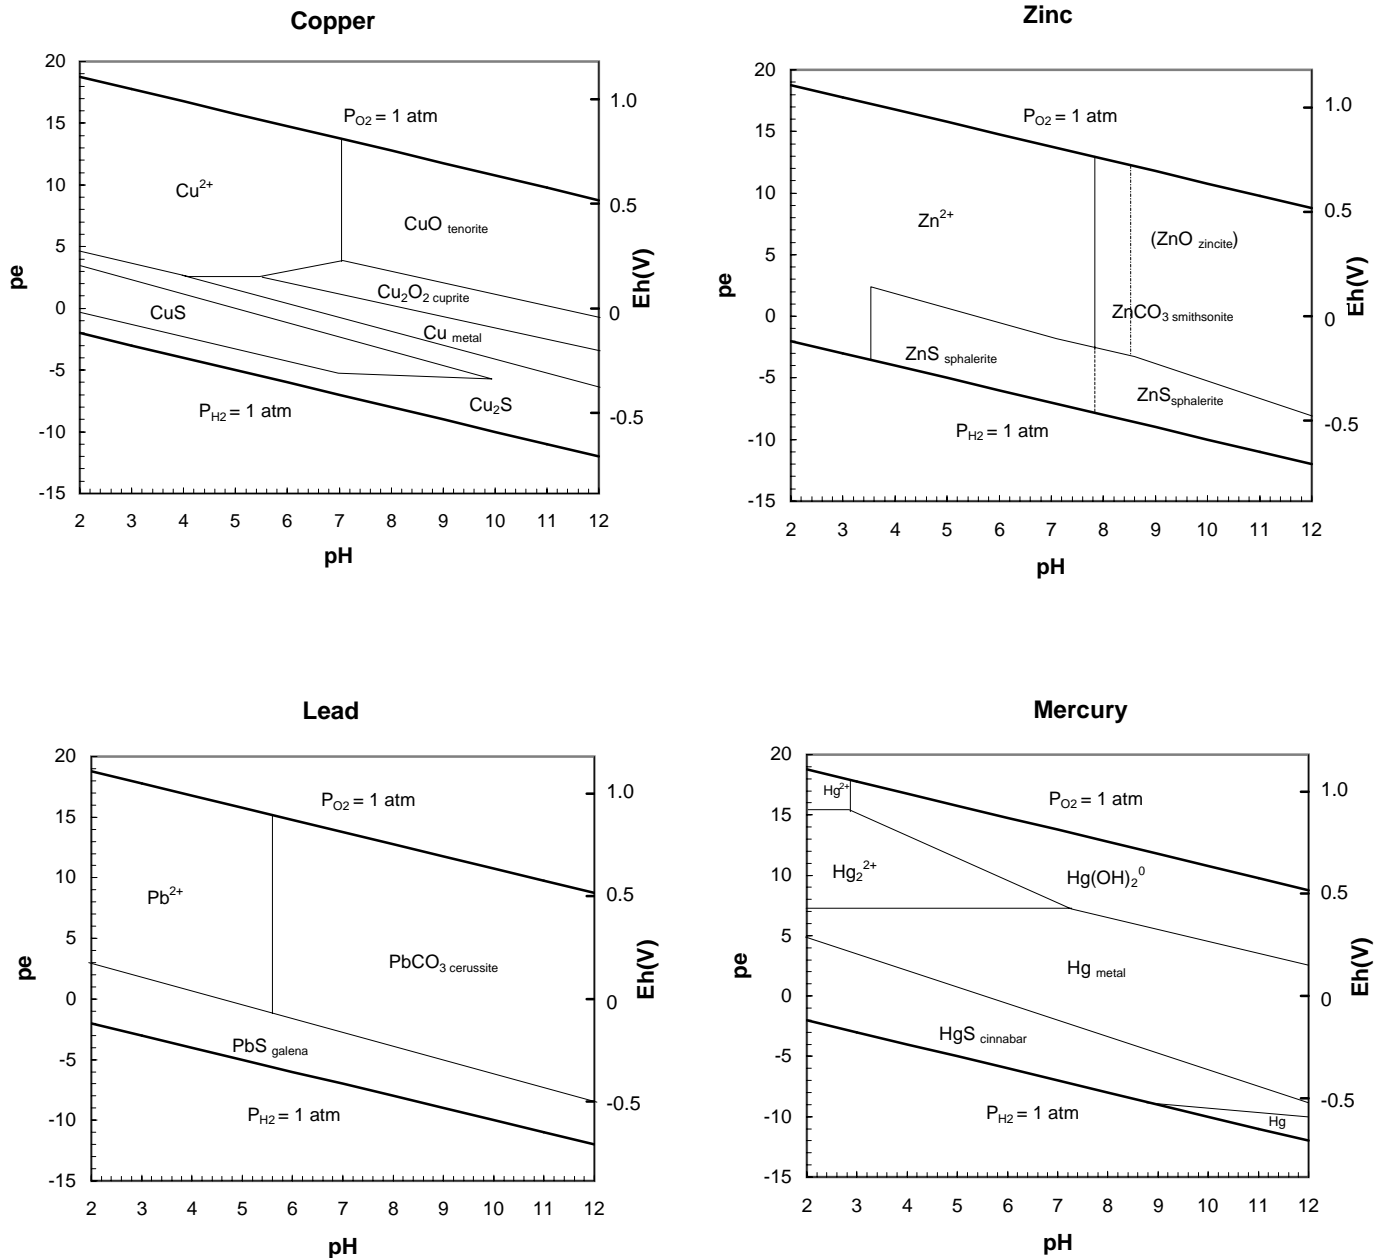 Copper
20
15
10
5
0
-5
-10
-15
pe
1.0
0.5
0
-0.5
Eh(V)
P_O2 = 1 atm
Cu²⁺
CuO tenorite
Cu₂O₂ cuprite
CuS
Cu metal
Cu₂S
P_H2 = 1 atm
2 3 4 5 6 7 8 9 10 11 12
pH
Zinc
20
15
10
5
0
-5
-10
-15
pe
1.0
0.5
0
-0.5
Eh(V)
P_O2 = 1 atm
Zn²⁺
(ZnO zincite)
ZnCO₃ smithsonite
ZnS sphalerite
ZnS sphalerite
P_H2 = 1 atm
2 3 4 5 6 7 8 9 10 11 12
pH
Lead
20
15
10
5
0
-5
-10
-15
pe
1.0
0.5
0
-0.5
Eh(V)
P_O2 = 1 atm
Pb²⁺
PbCO₃ cerussite
PbS galena
P_H2 = 1 atm
2 3 4 5 6 7 8 9 10 11 12
pH
Mercury
20
15
10
5
0
-5
-10
-15
pe
1.0
0.5
0
-0.5
Eh(V)
Hg²⁺
P_O2 = 1 atm
Hg₂²⁺
Hg(OH)₂⁰
Hg metal
HgS cinnabar
P_H2 = 1 atm
Hg
2 3 4 5 6 7 8 9 10 11 12
pH